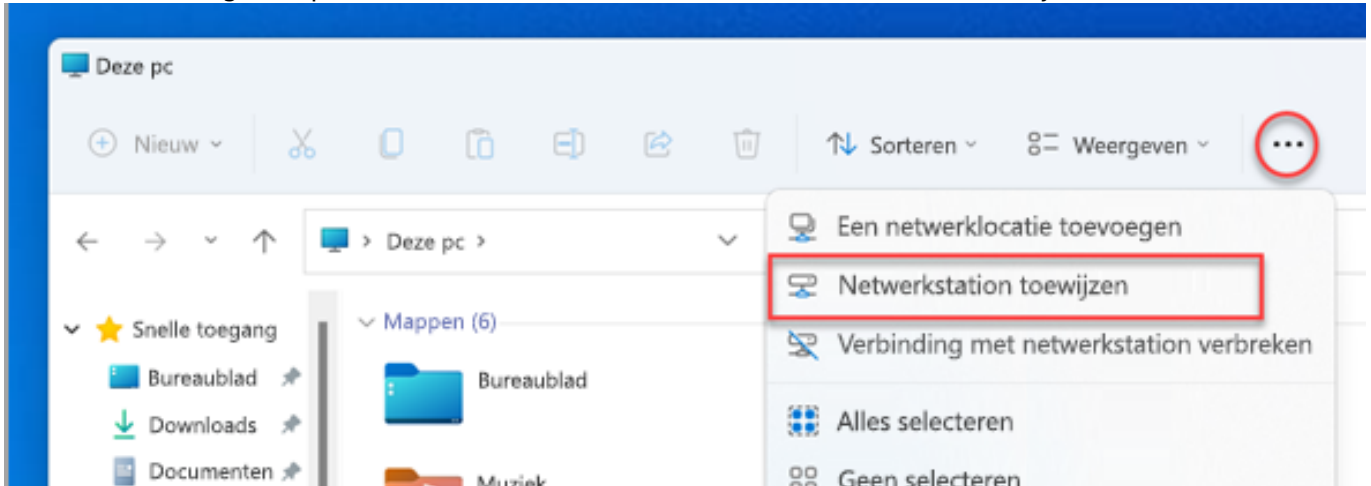 Deze pc
Nieuw
Sorteren
Weergeven
Deze pc
Een netwerklocatie toevoegen
Netwerkstation toewijzen
Verbinding met netwerkstation verbreken
Alles selecteren
Geen selecteren
Snelle toegang
Bureaublad
Downloads
Documenten
Mappen (6)
Bureaublad
Muziek